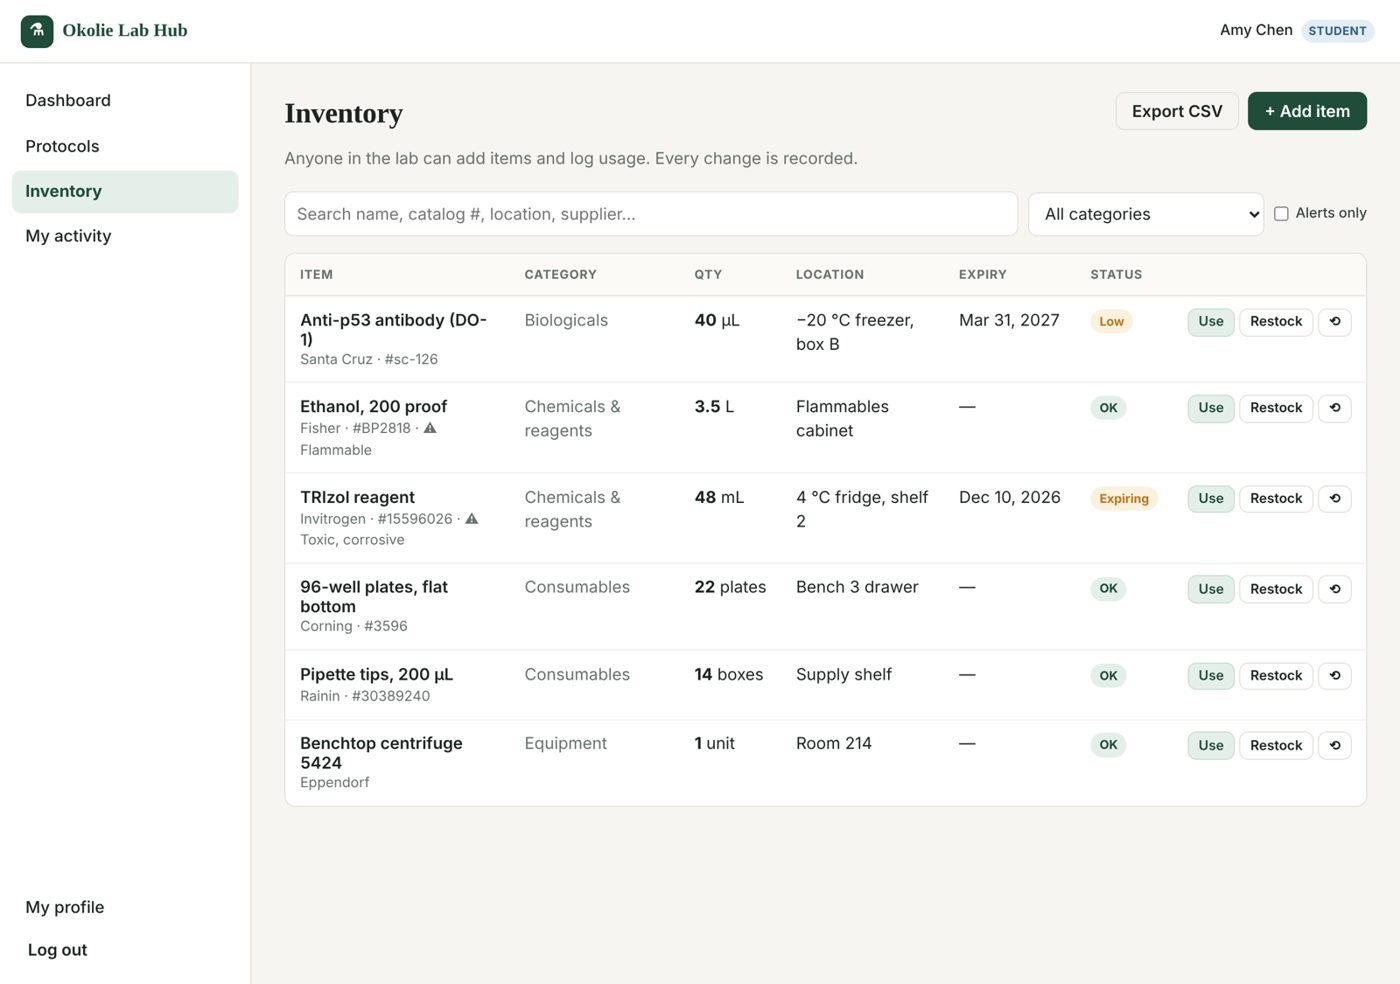 Okolie Lab Hub
Amy Chen STUDENT
Dashboard
Protocols
Inventory
My activity
My profile
Log out
Inventory
Export CSV
+ Add item
Anyone in the lab can add items and log usage. Every change is recorded.
Search name, catalog #, location, supplier...
All categories
Alerts only
ITEM CATEGORY QTY LOCATION EXPIRY STATUS
Anti-p53 antibody (DO-
1)
Santa Cruz · #sc-126
Biologicals
40 µL
−20 °C freezer,
box B
Mar 31, 2027
Low
Use Restock ⟲
Ethanol, 200 proof
Fisher · #BP2818 · ⚠
Flammable
Chemicals &
reagents
3.5 L
Flammables
cabinet
—
OK
Use Restock ⟲
TRIzol reagent
Invitrogen · #15596026 · ⚠
Toxic, corrosive
Chemicals &
reagents
48 mL
4 °C fridge, shelf
2
Dec 10, 2026
Expiring
Use Restock ⟲
96-well plates, flat
bottom
Corning · #3596
Consumables
22 plates
Bench 3 drawer
—
OK
Use Restock ⟲
Pipette tips, 200 µL
Rainin · #30389240
Consumables
14 boxes
Supply shelf
—
OK
Use Restock ⟲
Benchtop centrifuge
5424
Eppendorf
Equipment
1 unit
Room 214
—
OK
Use Restock ⟲